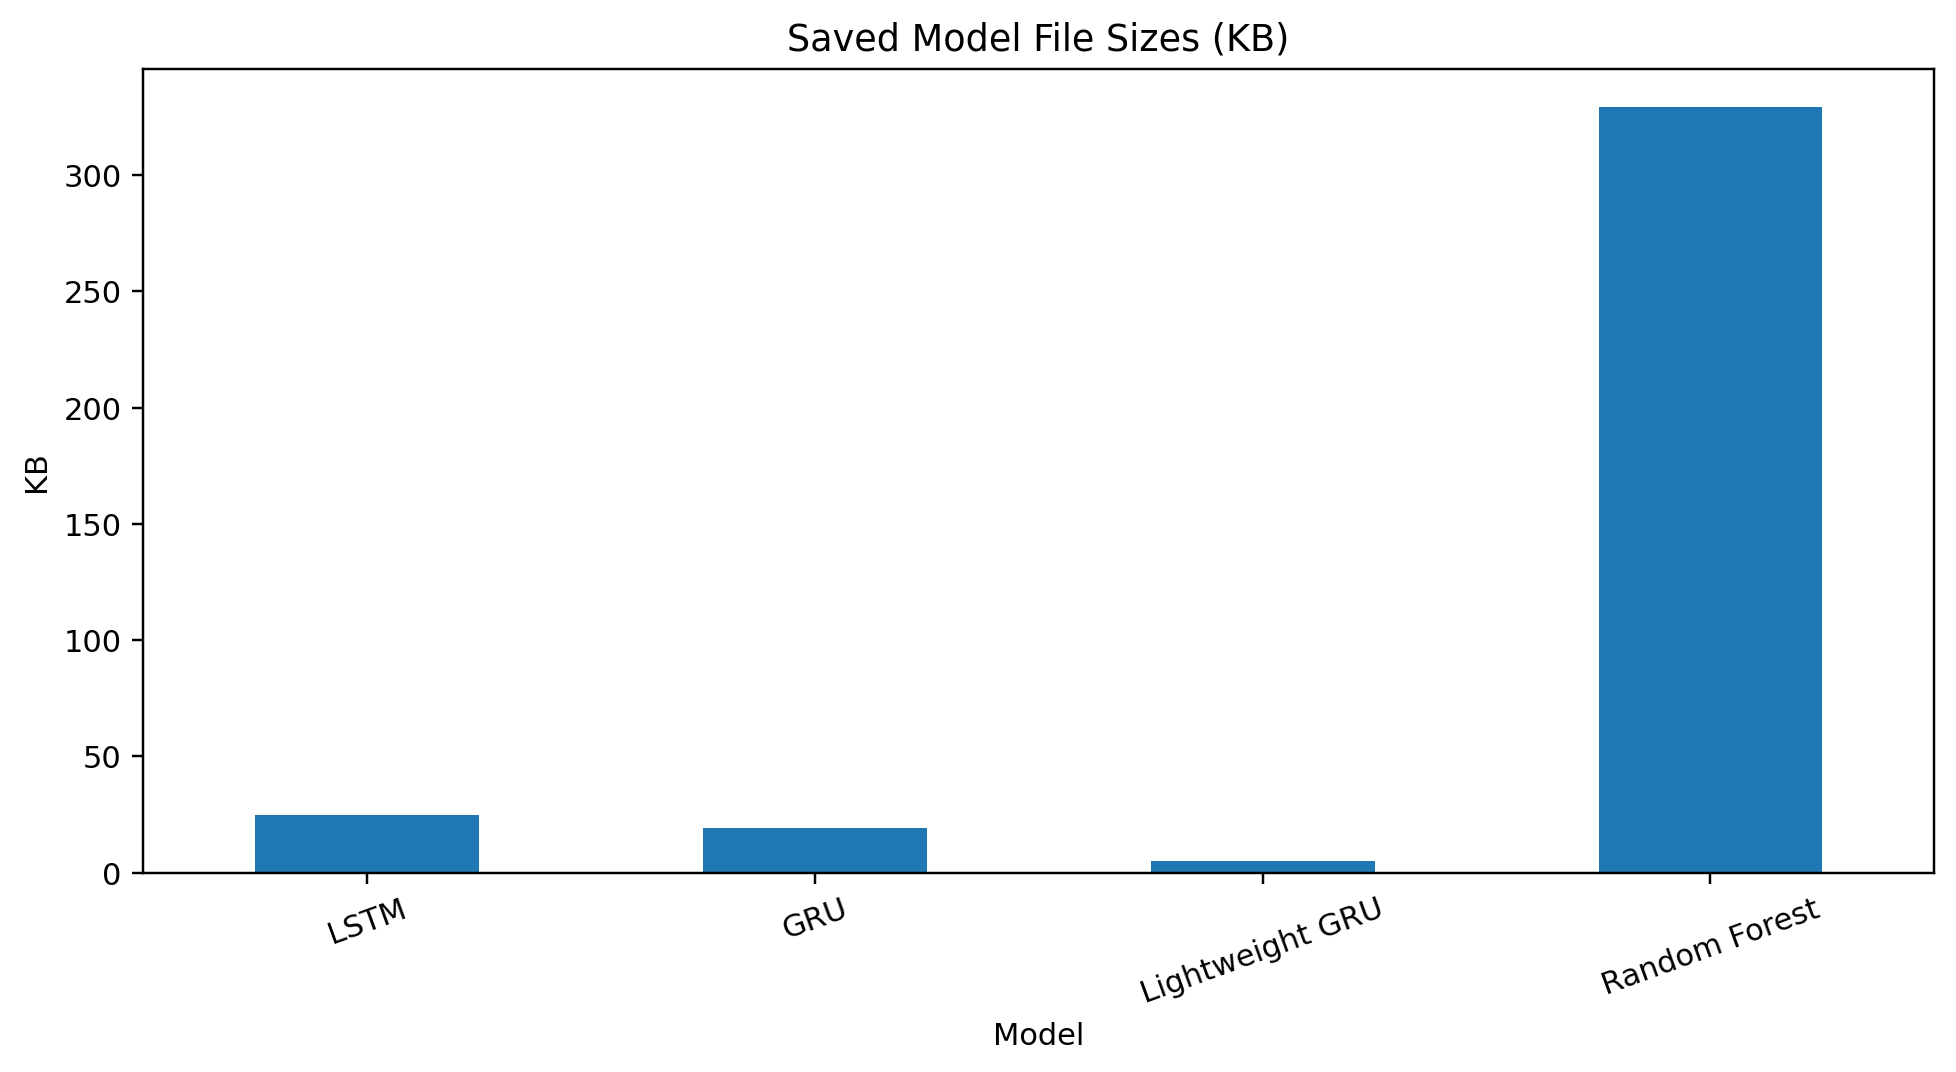 Saved Model File Sizes (KB)
300
250
200
150
100
50
0
KB
LSTM
GRU
Lightweight GRU
Random Forest
Model